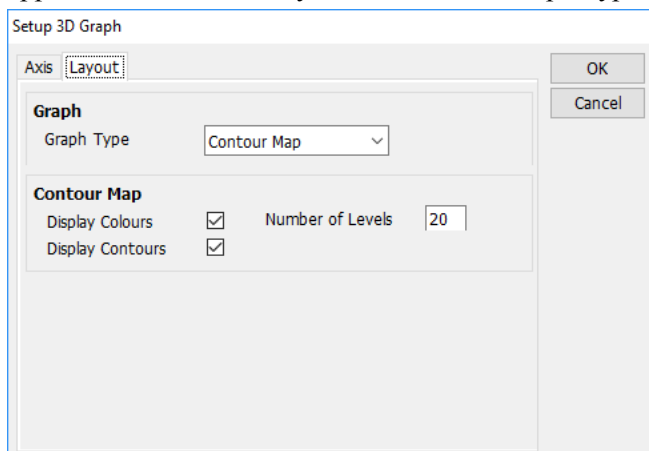 Setup 3D Graph
Axis Layout
OK
Cancel
Graph
Graph Type Contour Map
Contour Map
Display Colours Number of Levels 20
Display Contours